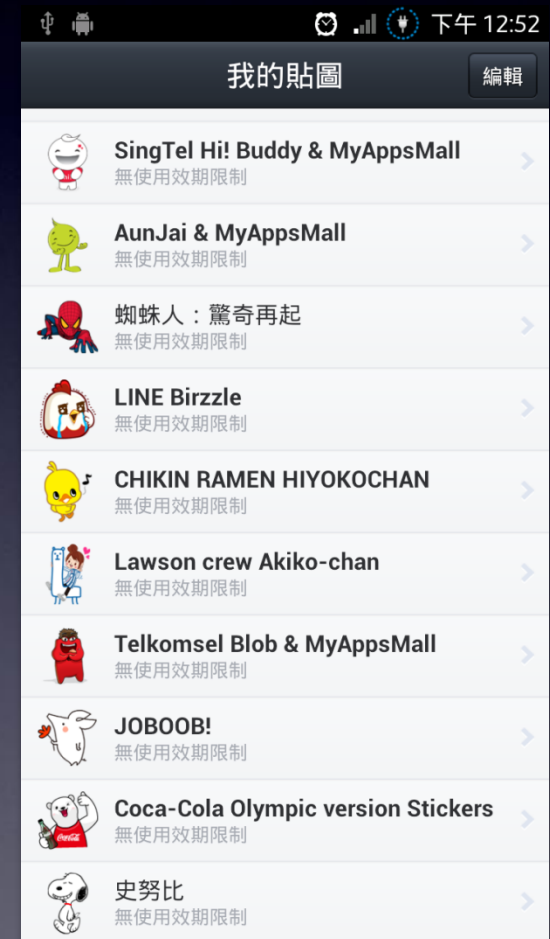 下午 12:52
我的貼圖
編輯
SingTel Hi! Buddy & MyAppsMall
無使用效期限制
AunJai & MyAppsMall
無使用效期限制
蜘蛛人：驚奇再起
無使用效期限制
LINE Birzzle
無使用效期限制
CHIKIN RAMEN HIYOKOCHAN
無使用效期限制
Lawson crew Akiko-chan
無使用效期限制
Telkomsel Blob & MyAppsMall
無使用效期限制
JOBOOB!
無使用效期限制
Coca-Cola Olympic version Stickers
無使用效期限制
史努比
無使用效期限制